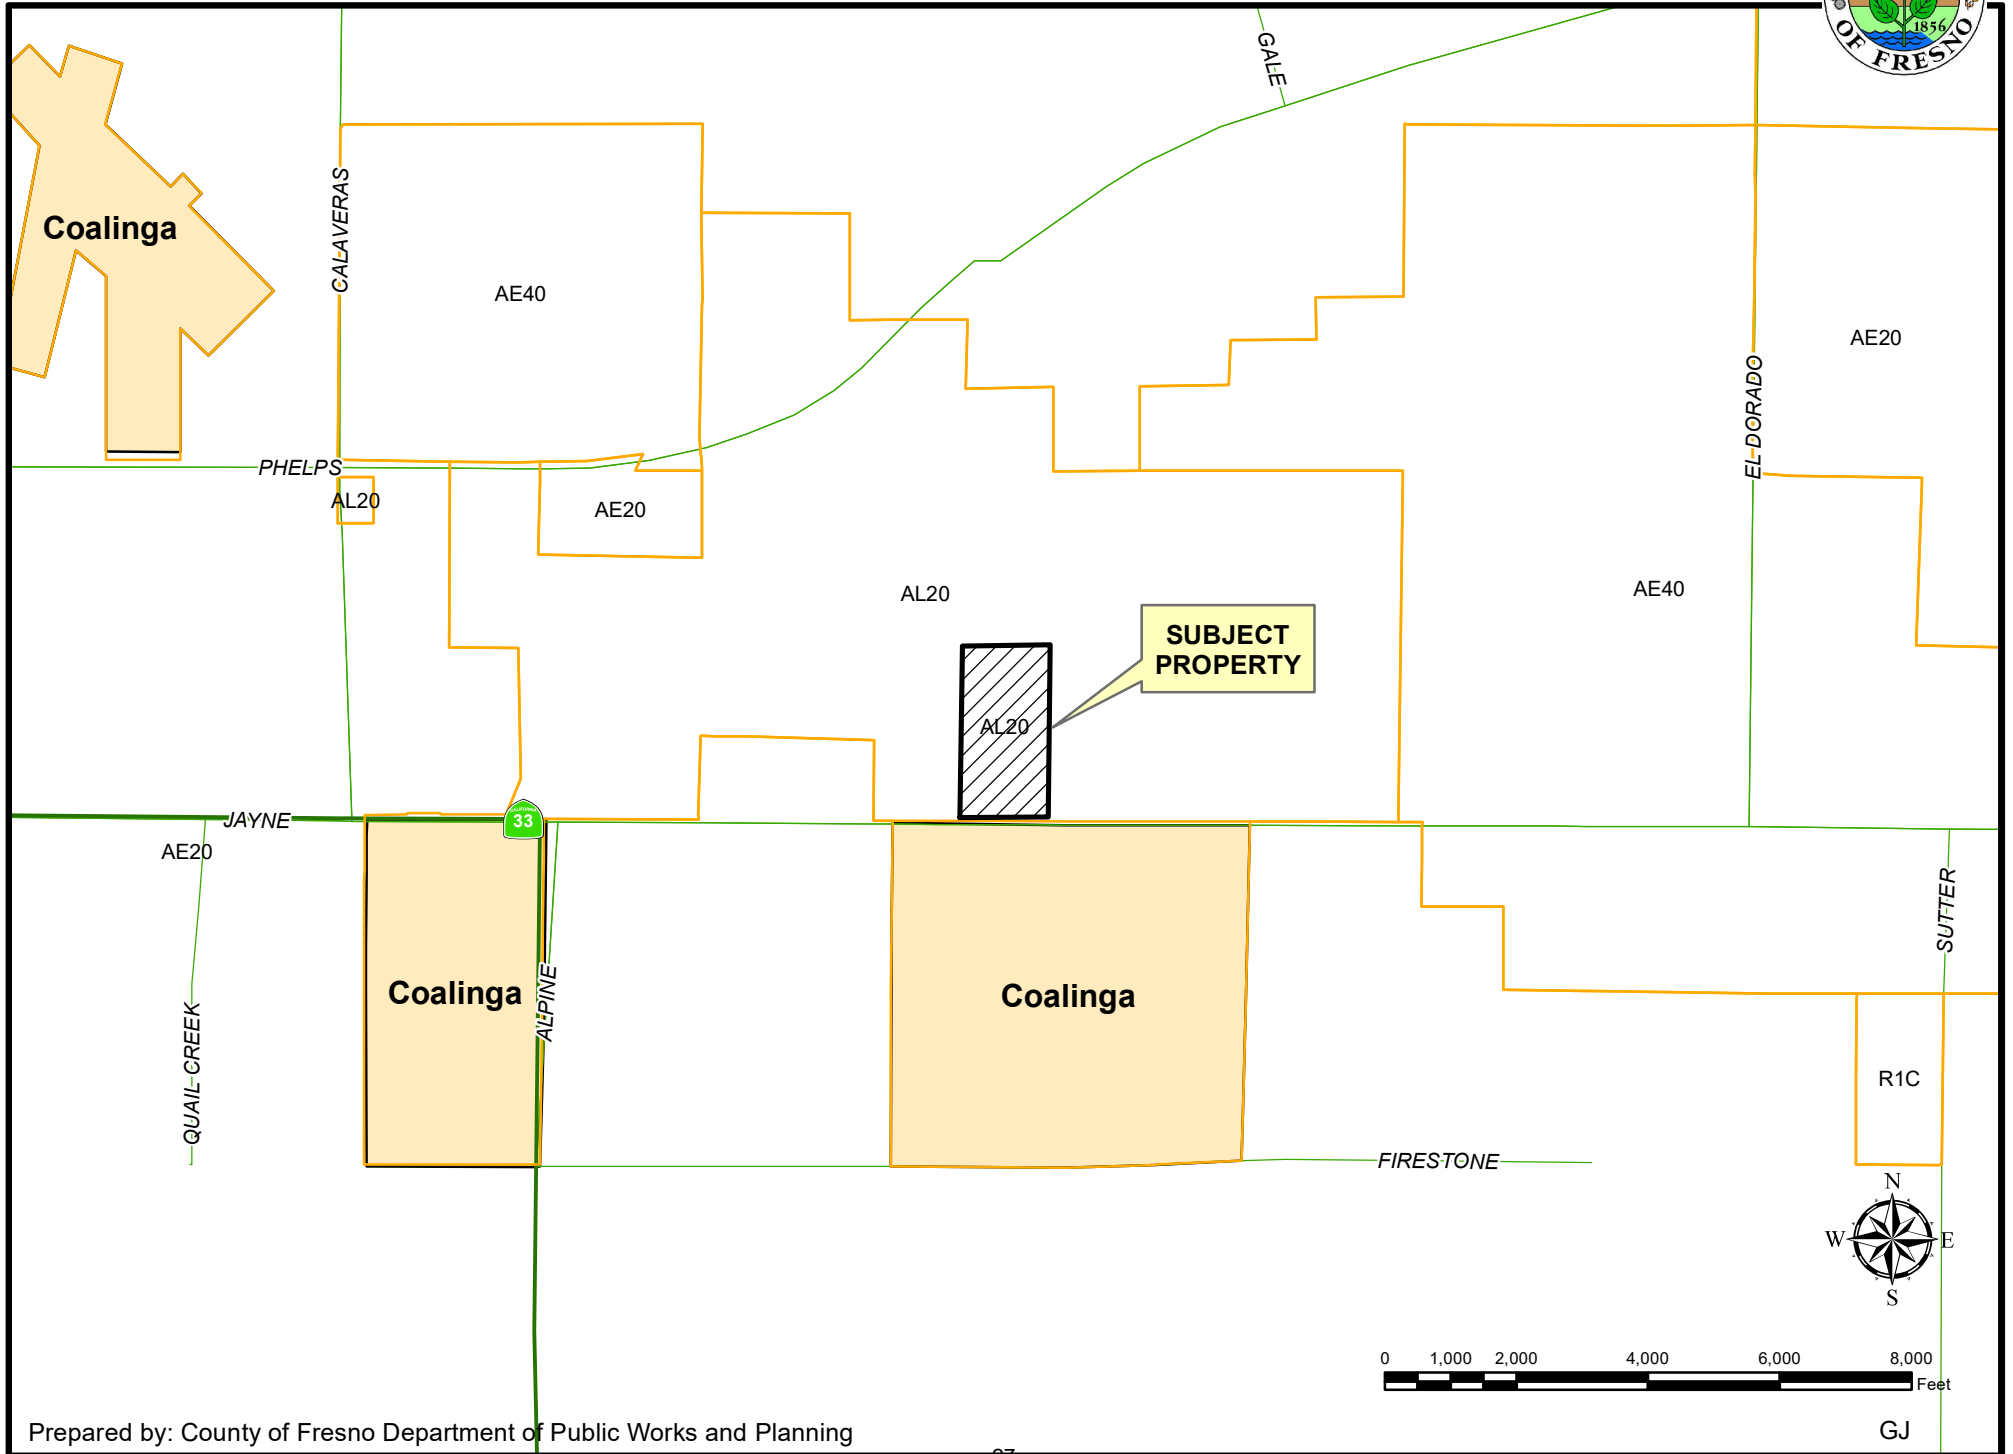 1856
OF FRESNO
GALE
CALAVERAS
Coalinga
AE40
AE20
EL DORADO
PHELPS
AL20
AE20
AL20
AE40
SUBJECT
PROPERTY
AL20
JAYNE
CALIFORNIA
33
AE20
SUTTER
Coalinga
ALPINE
Coalinga
QUAIL CREEK
R1C
FIRESTONE
N
W
E
S
0 1,000 2,000 4,000 6,000 8,000
Feet
Prepared by: County of Fresno Department of Public Works and Planning
GJ